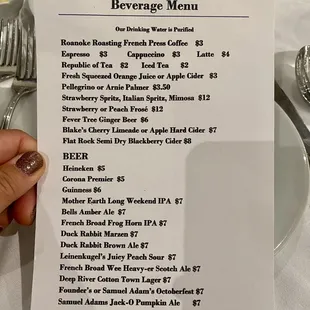 Beverage Menu
Our Drinking Water is Purified
Roanoke Roasting French Press Coffee $3
Espresso $3 Cappuccino $3 Latte $4
Republic of Tea $2 Iced Tea $2
Fresh Squeezed Orange Juice or Apple Cider $3
Pellegrino or Arnie Palmer $3.50
Strawberry Spritz, Italian Spritz, Mimosa $12
Strawberry or Peach Frosé $12
Fever Tree Ginger Beer $6
Blake's Cherry Limeade or Apple Hard Cider $7
Flat Rock Semi Dry Blackberry Cider $8
BEER
Heineken $5
Corona Premier $5
Guinness $6
Mother Earth Long Weekend IPA $7
Bells Amber Ale $7
French Broad Frog Horn IPA $7
Duck Rabbit Marzen $7
Duck Rabbit Brown Ale $7
Leinenkugel's Juicy Peach Sour $7
French Broad Wee Heavy-er Scotch Ale $7
Deep River Cotton Town Lager $7
Founder's or Samuel Adam's Octoberfest $7
Samuel Adams Jack-O Pumpkin Ale $7